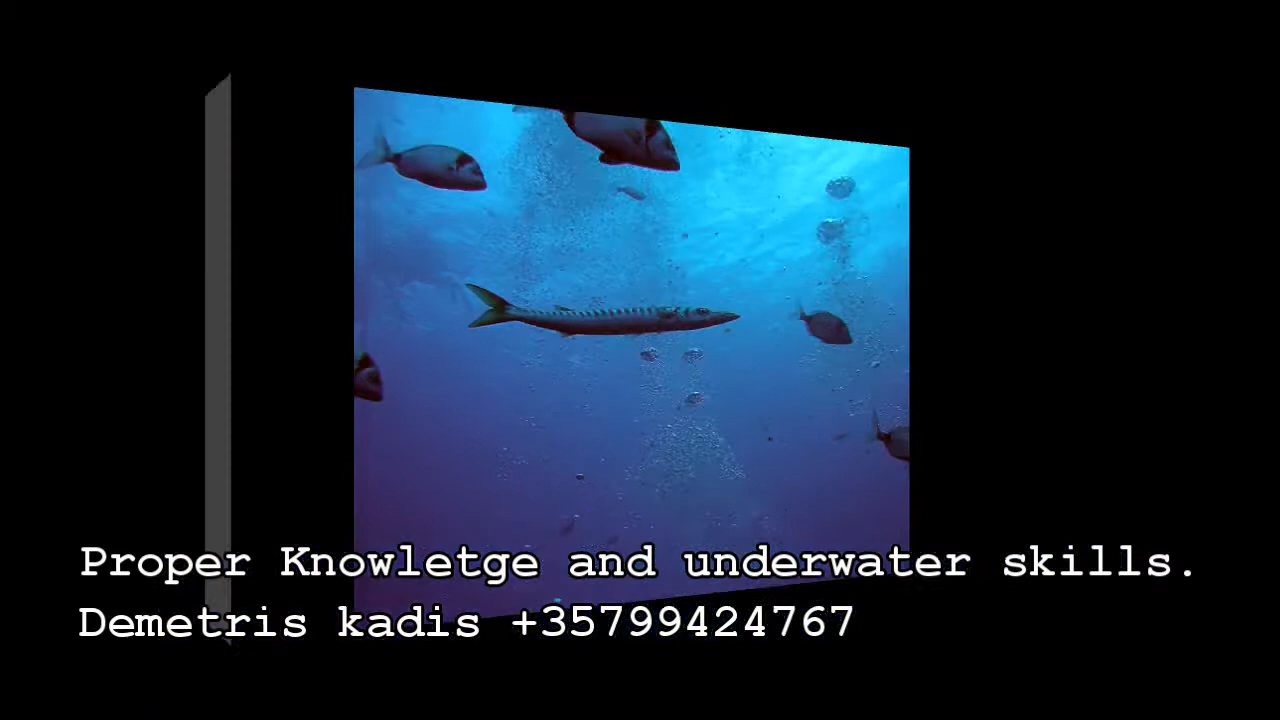 Proper Knowletge and underwater skills.
Demetris kadis +35799424767